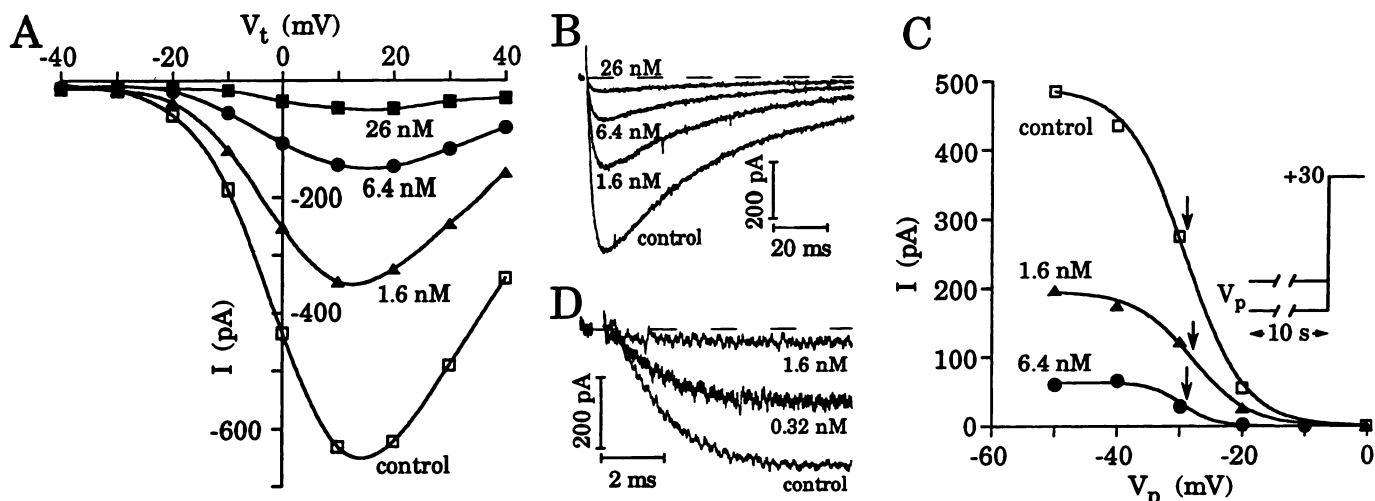 A
V_t (mV)
-40 -20 0 20 40
26 nM
6.4 nM
-200
1.6 nM
-400
I (pA)
-600
control
B
26 nM
6.4 nM
1.6 nM
200 pA
control
20 ms
D
1.6 nM
0.32 nM
200 pA
2 ms
control
C
500
control
400
+30
300
I (pA)
1.6 nM
200
V_p
10 s
100
6.4 nM
0
-60 -40 -20 0
V_p (mV)